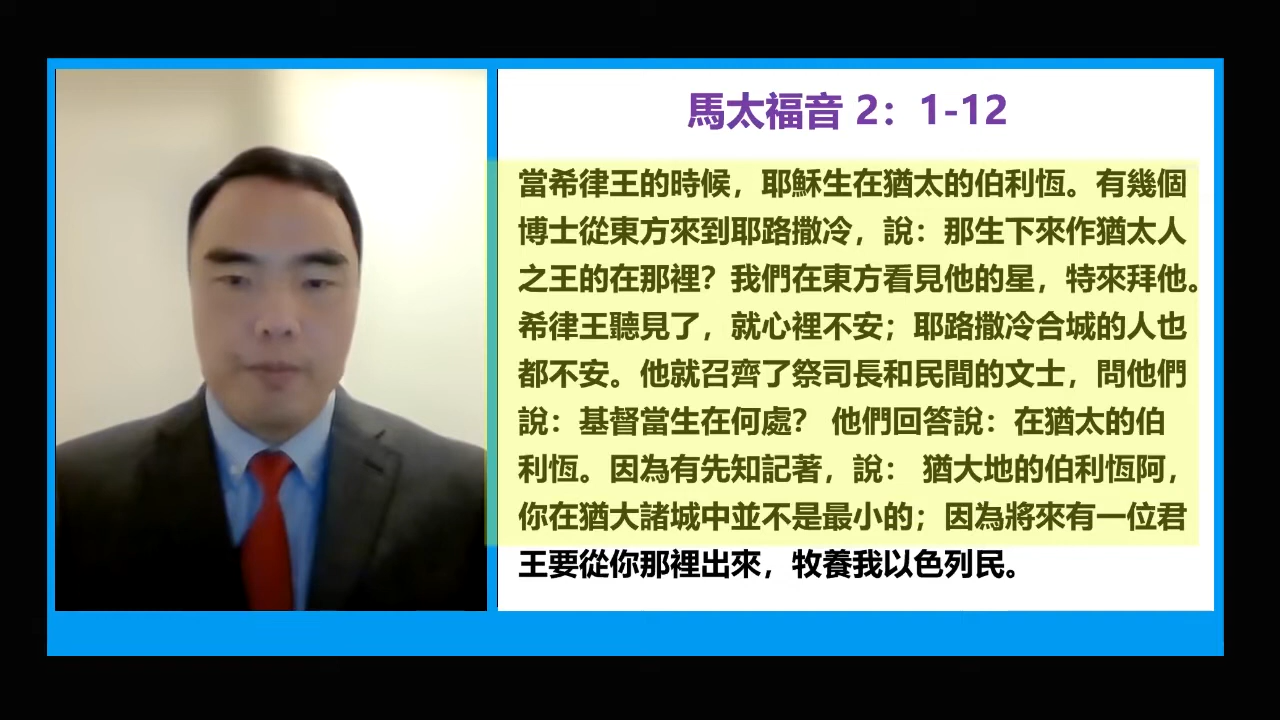 馬太福音 2：1-12
當希律王的時候，耶穌生在猶太的伯利恆。有幾個
博士從東方來到耶路撒冷，說：那生下來作猶太人
之王的在那裡？我們在東方看見他的星，特來拜他。
希律王聽見了，就心裡不安；耶路撒冷合城的人也
都不安。他就召齊了祭司長和民間的文士，問他們
說：基督當生在何處？ 他們回答說：在猶太的伯
利恆。因為有先知記著，說： 猶大地的伯利恆阿，
你在猶大諸城中並不是最小的；因為將來有一位君
王要從你那裡出來，牧養我以色列民。